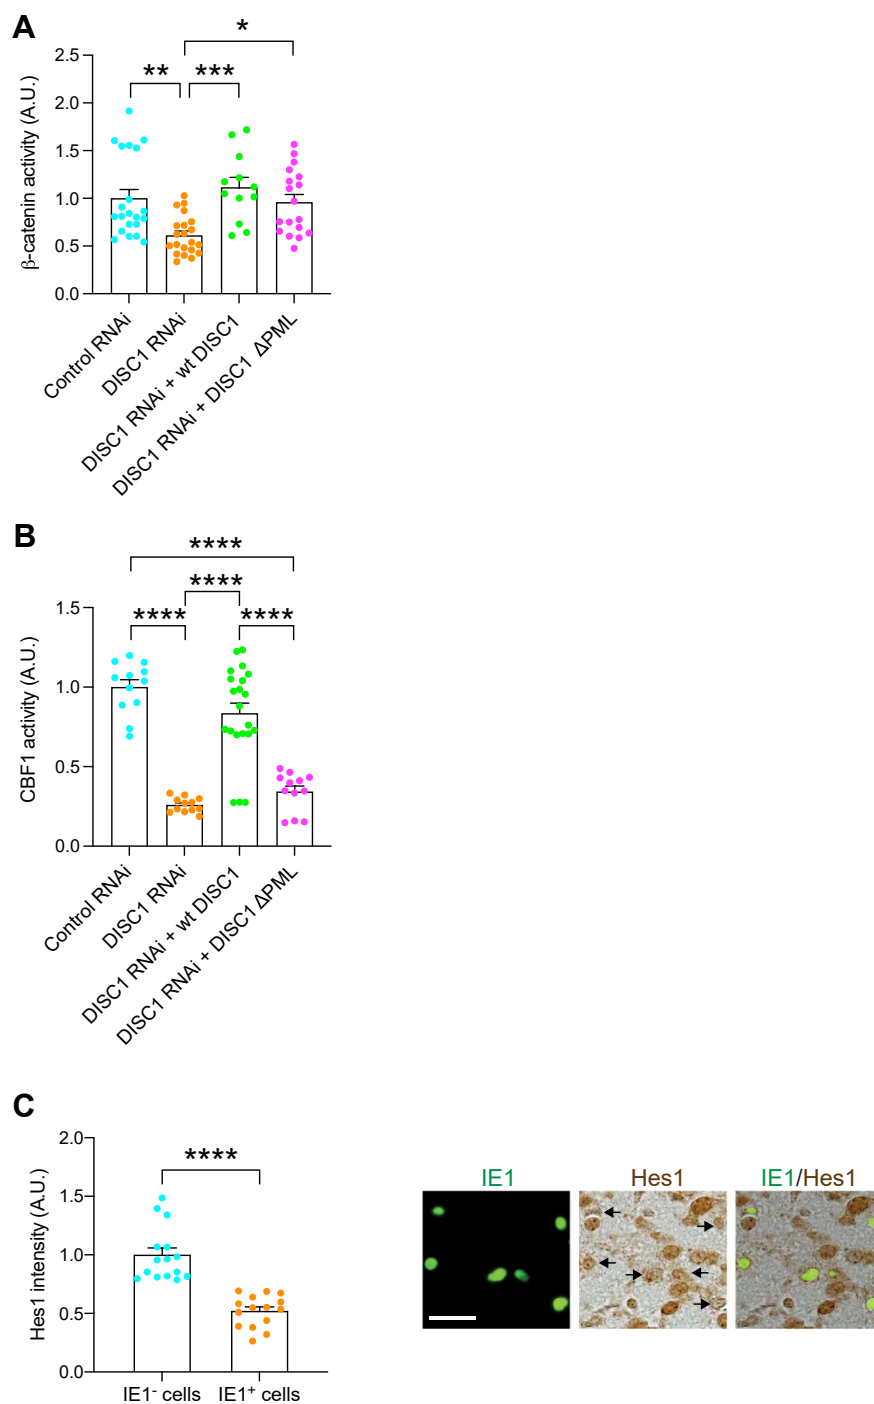 A
*
** ***
β-catenin activity (A.U.)
2.5
2.0
1.5
1.0
0.5
0.0
Control RNAi
DISC1 RNAi
DISC1 RNAi + wt DISC1
DISC1 RNAi + DISC1 ΔPML
B
****
****
**** ****
CBF1 activity (A.U.)
1.5
1.0
0.5
0.0
Control RNAi
DISC1 RNAi
DISC1 RNAi + wt DISC1
DISC1 RNAi + DISC1 ΔPML
C
****
Hes1 intensity (A.U.)
2.0
1.5
1.0
0.5
0.0
IE1⁻ cells IE1⁺ cells
IE1 Hes1 IE1/Hes1